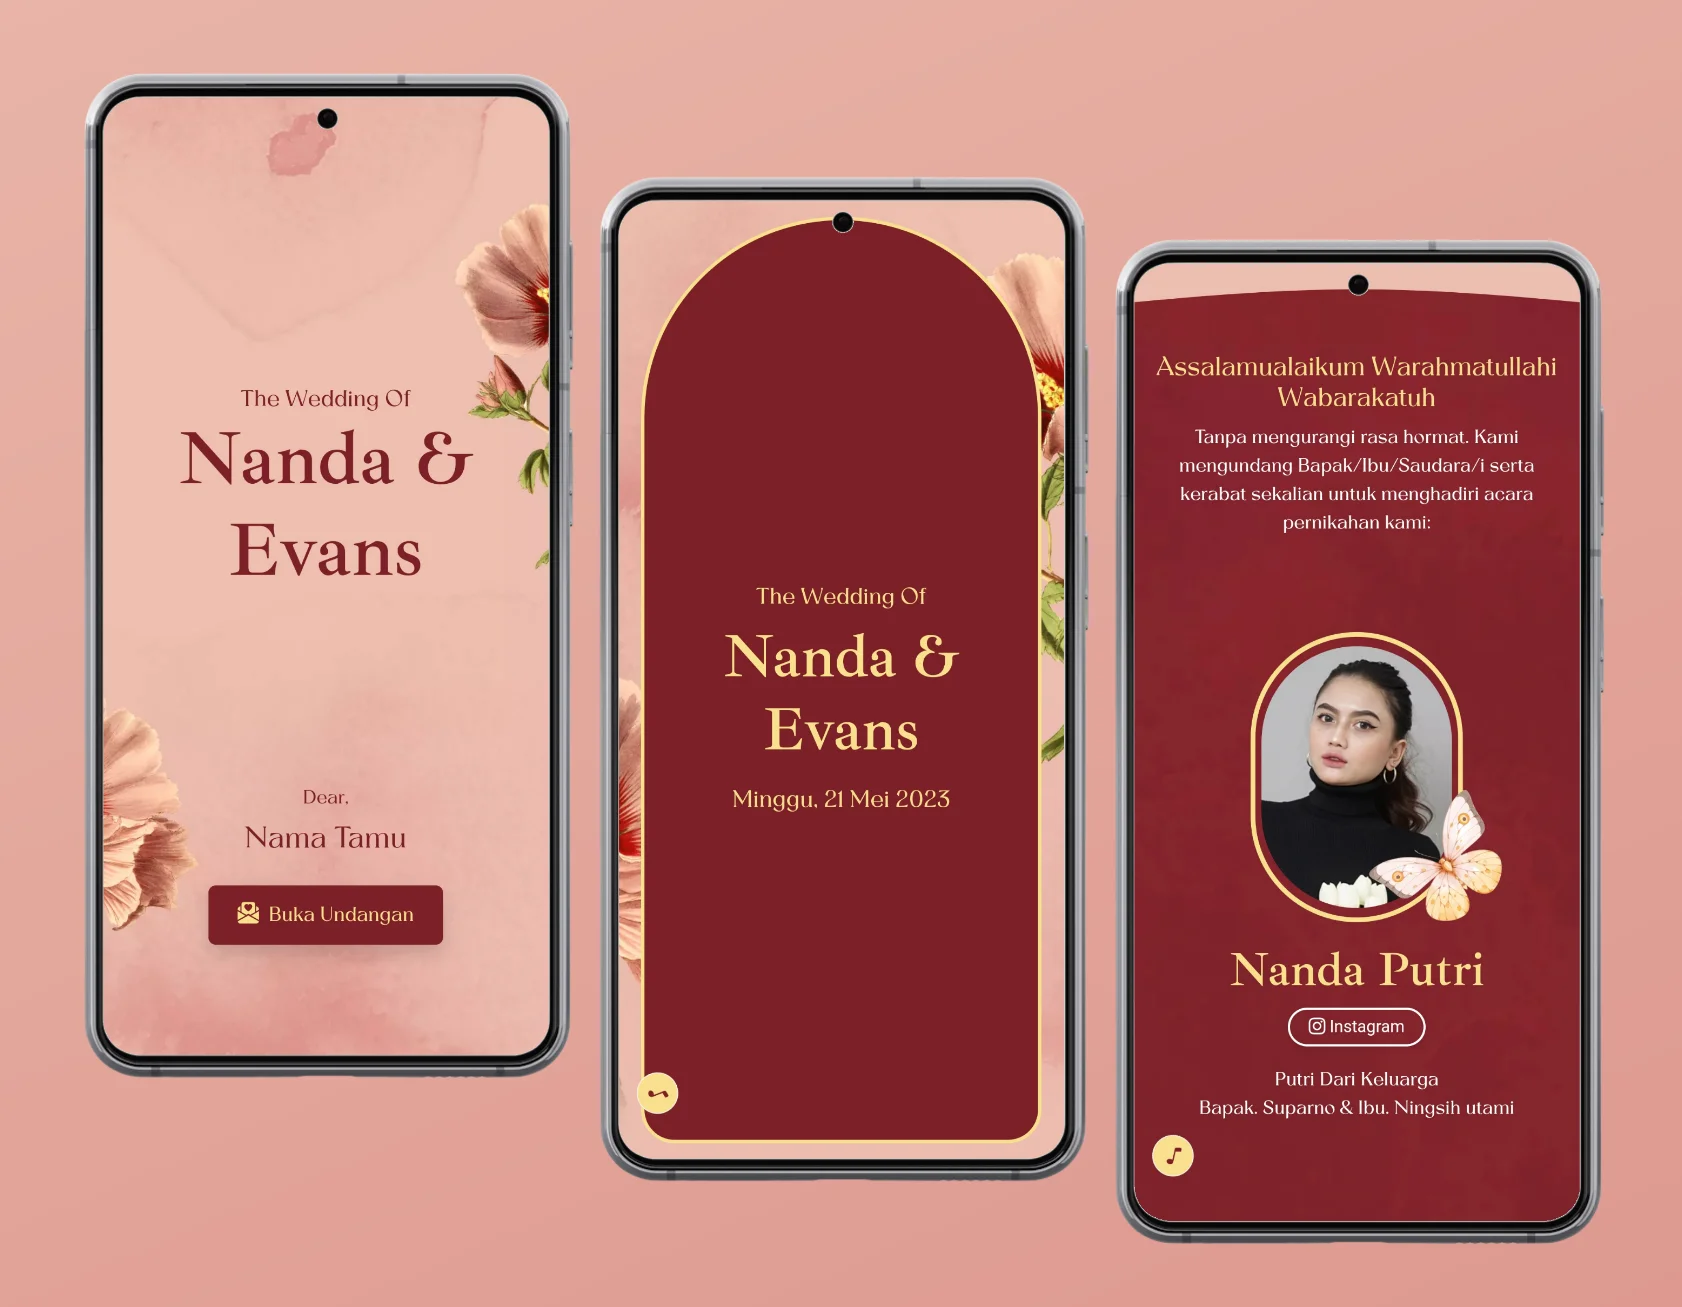 The Wedding Of
Nanda &
Evans
Dear,
Nama Tamu
Buka Undangan
The Wedding Of
Nanda &
Evans
Minggu, 21 Mei 2023
Assalamualaikum Warahmatullahi
Wabarakatuh
Tanpa mengurangi rasa hormat. Kami
mengundang Bapak/Ibu/Saudara/i serta
kerabat sekalian untuk menghadiri acara
pernikahan kami:
Nanda Putri
Instagram
Putri Dari Keluarga
Bapak. Suparno & Ibu. Ningsih utami